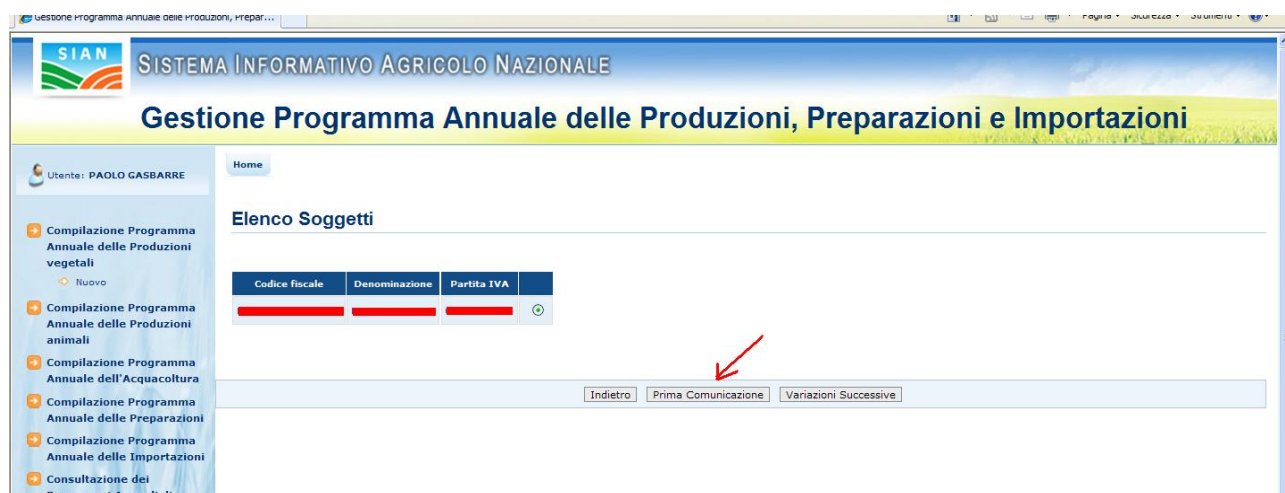 Gestione Programma Annuale delle Produzioni, Prepar...
Pagina
Sicurezza
Strumenti
SIAN
SISTEMA INFORMATIVO AGRICOLO NAZIONALE
Gestione Programma Annuale delle Produzioni, Preparazioni e Importazioni
Utente: PAOLO GASBARRE
Home
Elenco Soggetti
Compilazione Programma
Annuale delle Produzioni
vegetali
Nuovo
Compilazione Programma
Annuale delle Produzioni
animali
Compilazione Programma
Annuale dell'Acquacoltura
Compilazione Programma
Annuale delle Preparazioni
Compilazione Programma
Annuale delle Importazioni
Consultazione dei
Codice fiscale Denominazione Partita IVA
Indietro Prima Comunicazione Variazioni Successive